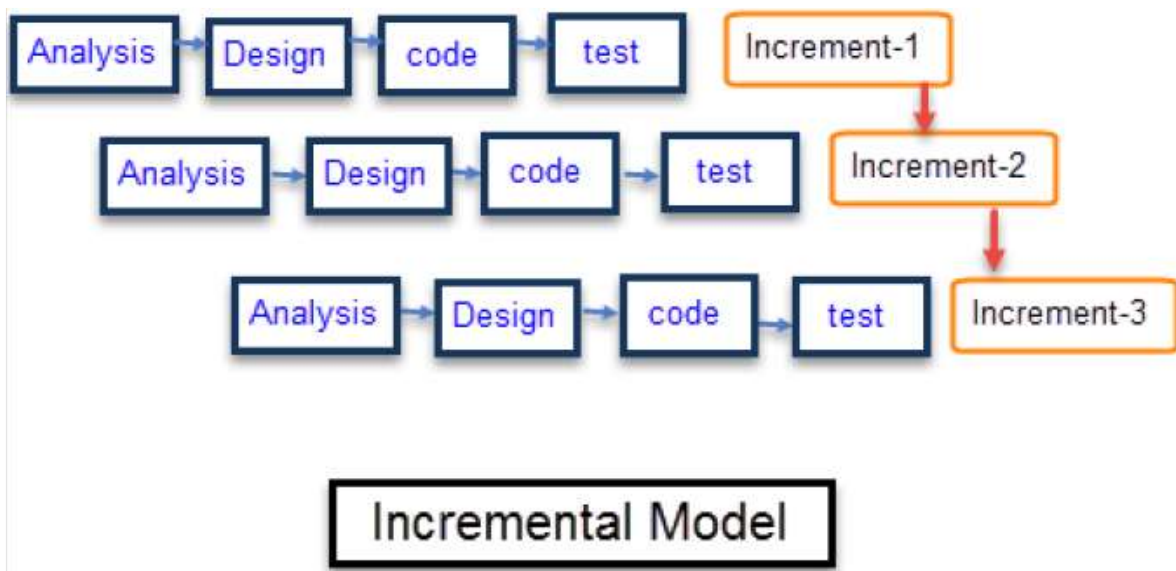 Analysis Design code test Increment-1
Analysis Design code test Increment-2
Analysis Design code test Increment-3
Incremental Model